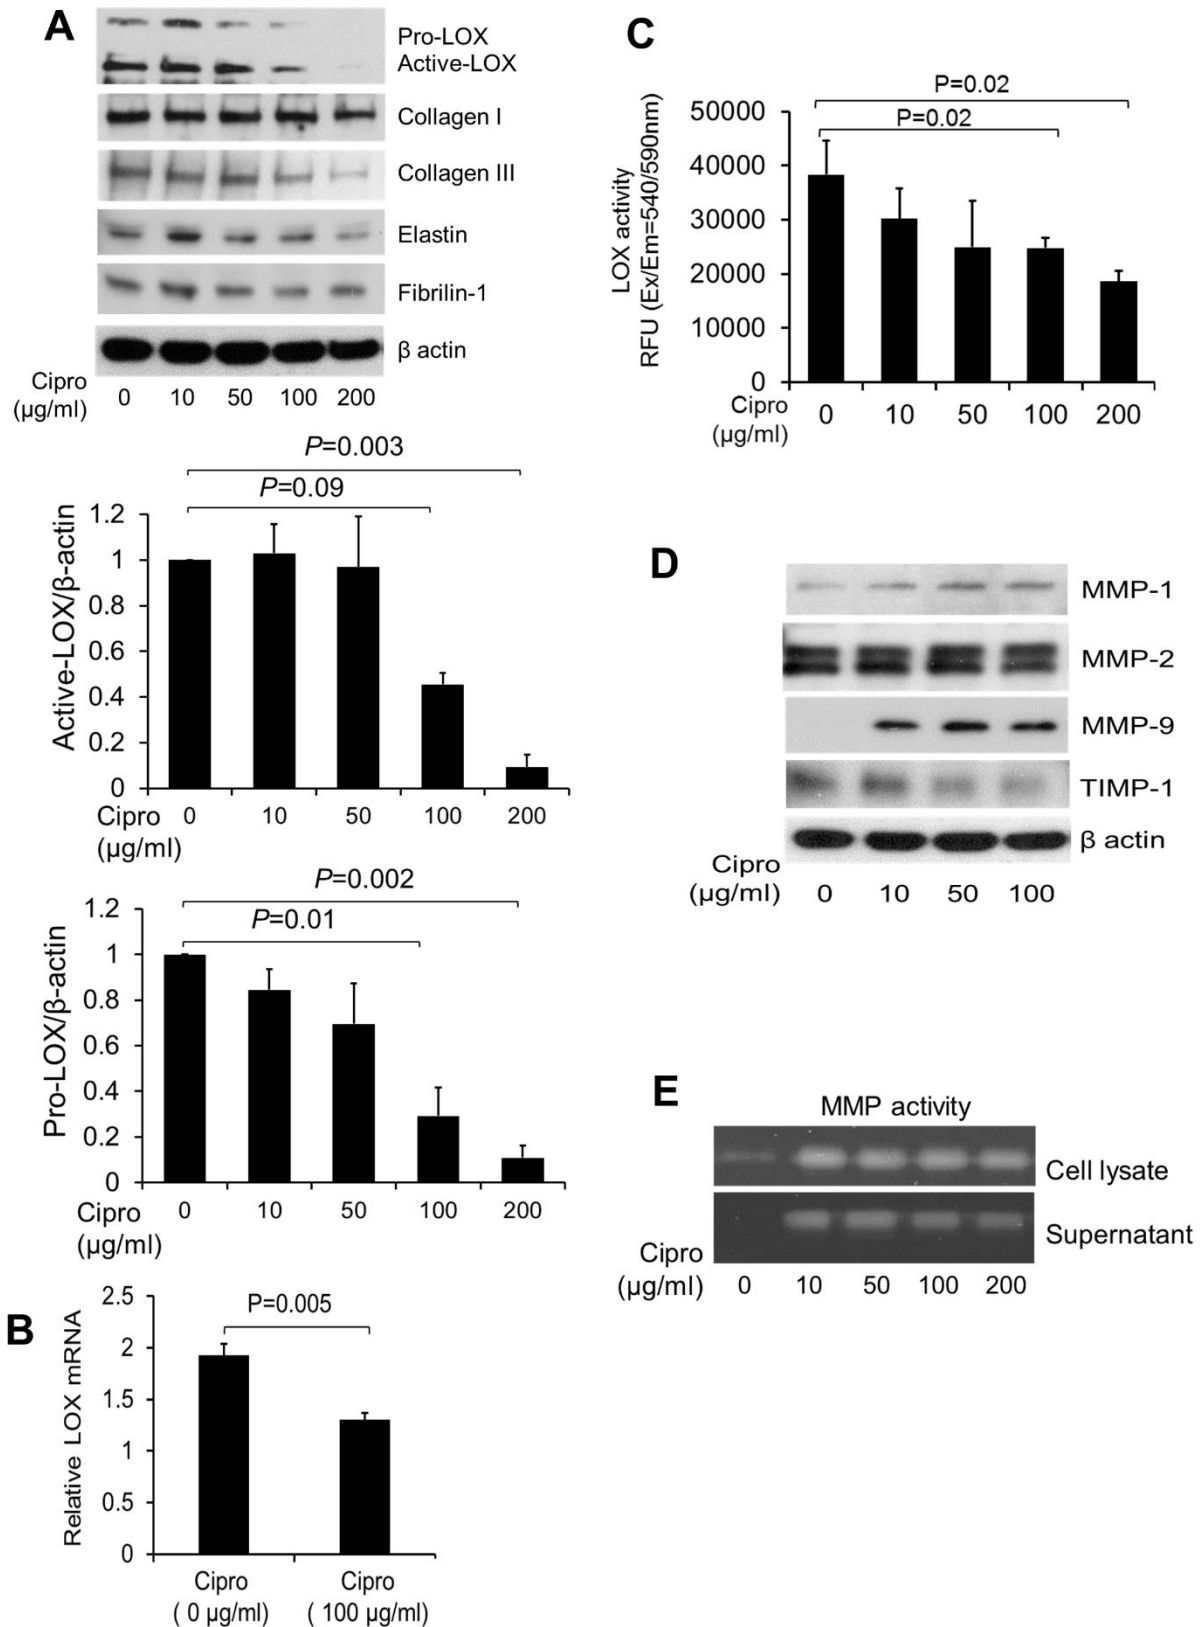 A
Pro-LOX
Active-LOX
Collagen I
Collagen III
Elastin
Fibrilin-1
β actin
Cipro
(µg/ml)
0 10 50 100 200
P=0.003
P=0.09
Active-LOX/β-actin
1.2
1
0.8
0.6
0.4
0.2
0
Cipro
(µg/ml)
0 10 50 100 200
P=0.002
P=0.01
Pro-LOX/β-actin
1.2
1
0.8
0.6
0.4
0.2
0
Cipro
(µg/ml)
0 10 50 100 200
B
Relative LOX mRNA
2.5
2
1.5
1
0.5
0
P=0.005
Cipro
( 0 µg/ml)
Cipro
( 100 µg/ml)
C
P=0.02
P=0.02
LOX activity
RFU (Ex/Em=540/590nm)
50000
40000
30000
20000
10000
0
Cipro
(µg/ml)
0 10 50 100 200
D
MMP-1
MMP-2
MMP-9
TIMP-1
β actin
Cipro
(µg/ml)
0 10 50 100
E
MMP activity
Cell lysate
Supernatant
Cipro
(µg/ml)
0 10 50 100 200